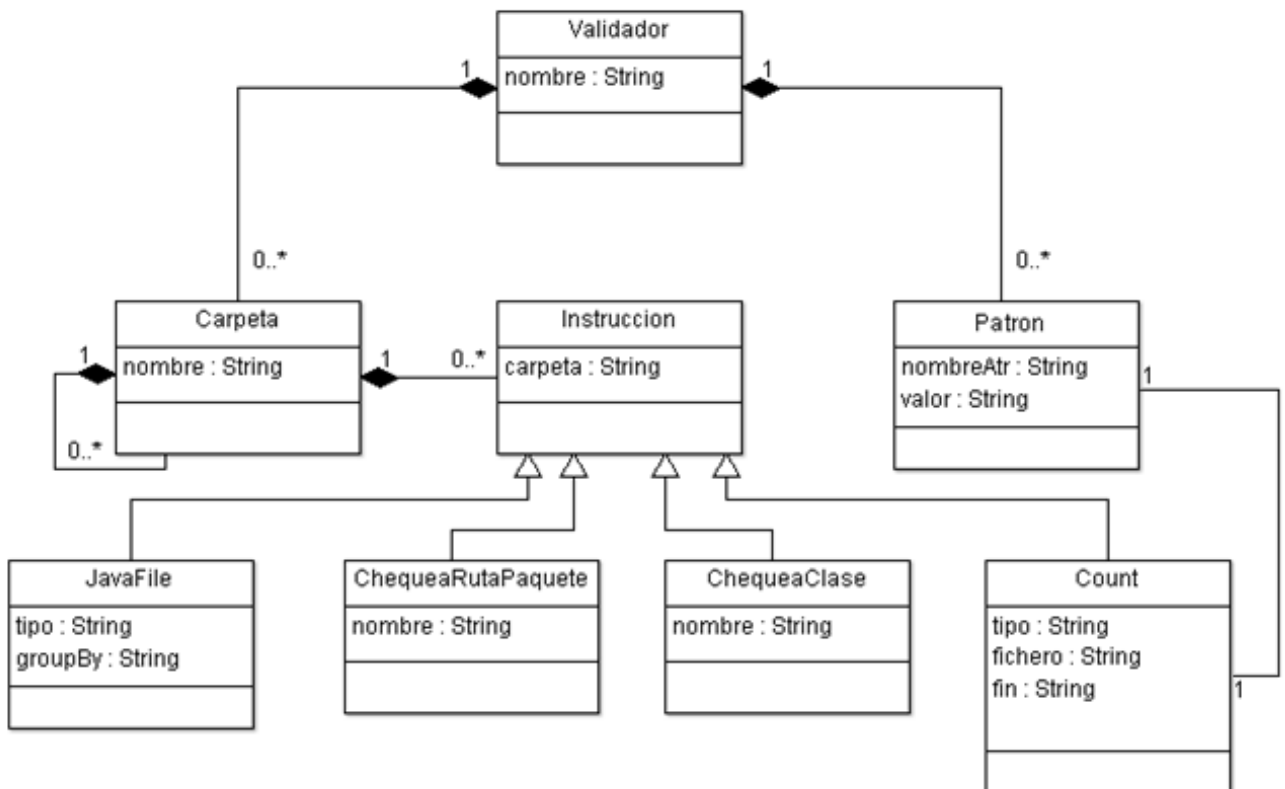 Validador
1
nombre : String
1
0..*
0..*
Carpeta
1
nombre : String
1
0..*
0..*
Instruccion
carpeta : String
Patron
nombreAtr : String
valor : String
1
JavaFile
tipo : String
groupBy : String
ChequeaRutaPaquete
nombre : String
ChequeaClase
nombre : String
Count
tipo : String
fichero : String
fin : String
1